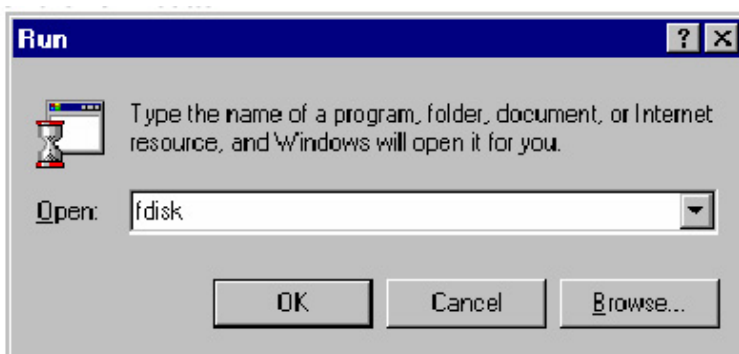 Run
Type the name of a program, folder, document, or Internet
resource, and Windows will open it for you.
Open: fdisk
OK Cancel Browse...